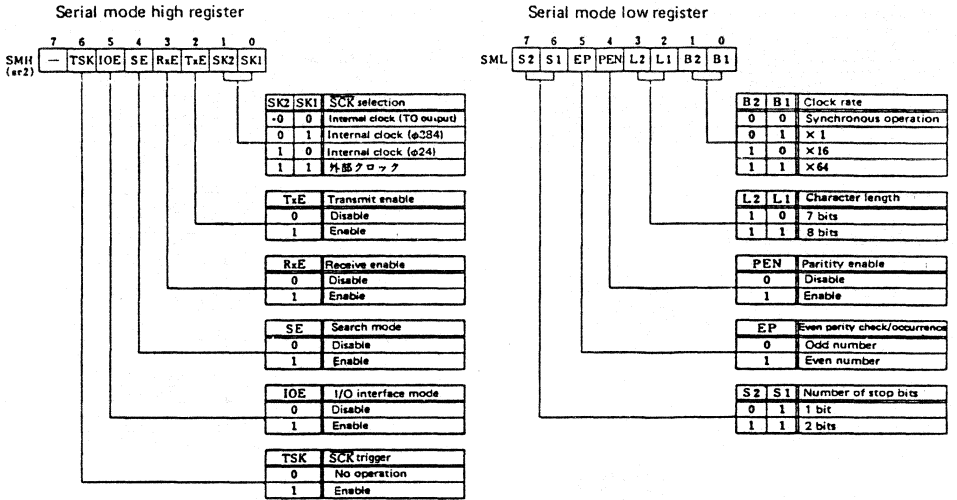 Serial mode high register
7 6 5 4 3 2 1 0
SMH — TSK IOE SE RxE TxE SK2 SK1
(sr2)
SK2 SK1 SCK selection
0 0 Internal clock (TO output)
0 1 Internal clock (φ384)
1 0 Internal clock (φ24)
1 1 外部クロック
TxE Transmit enable
0 Disable
1 Enable
RxE Receive enable
0 Disable
1 Enable
SE Search mode
0 Disable
1 Enable
IOE I/O interface mode
0 Disable
1 Enable
TSK SCK trigger
0 No operation
1 Enable
Serial mode low register
7 6 5 4 3 2 1 0
SML S2 S1 EP PEN L2 L1 B2 B1
B2 B1 Clock rate
0 0 Synchronous operation
0 1 ×1
1 0 ×16
1 1 ×64
L2 L1 Character length
1 0 7 bits
1 1 8 bits
PEN Paritity enable
0 Disable
1 Enable
EP Even parity check/occurrence
0 Odd number
1 Even number
S2 S1 Number of stop bits
0 1 1 bit
1 1 2 bits